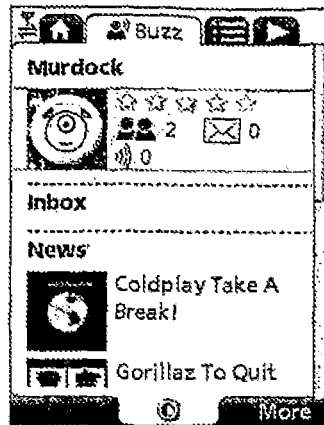 Buzz
Murdock
2 0
0
Inbox
News
Coldplay Take A
Break!
Gorillaz To Quit
More